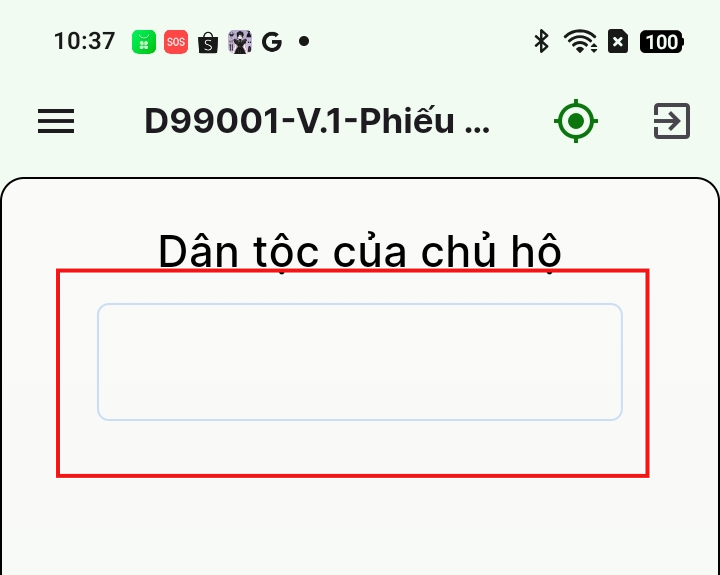 10:37 SOS S G 100
D99001-V.1-Phiếu ...
Dân tộc của chủ hộ